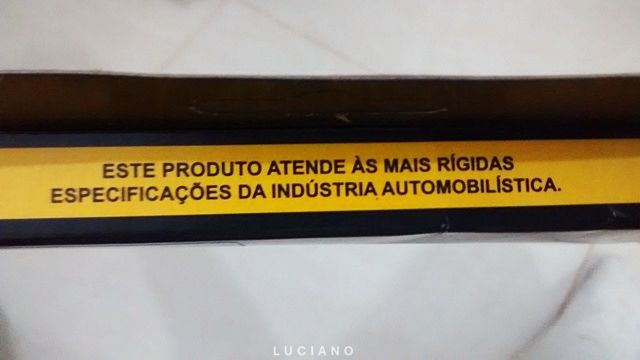 ESTE PRODUTO ATENDE ÀS MAIS RÍGIDAS
ESPECIFICAÇÕES DA INDÚSTRIA AUTOMOBILÍSTICA.
LUCIANO